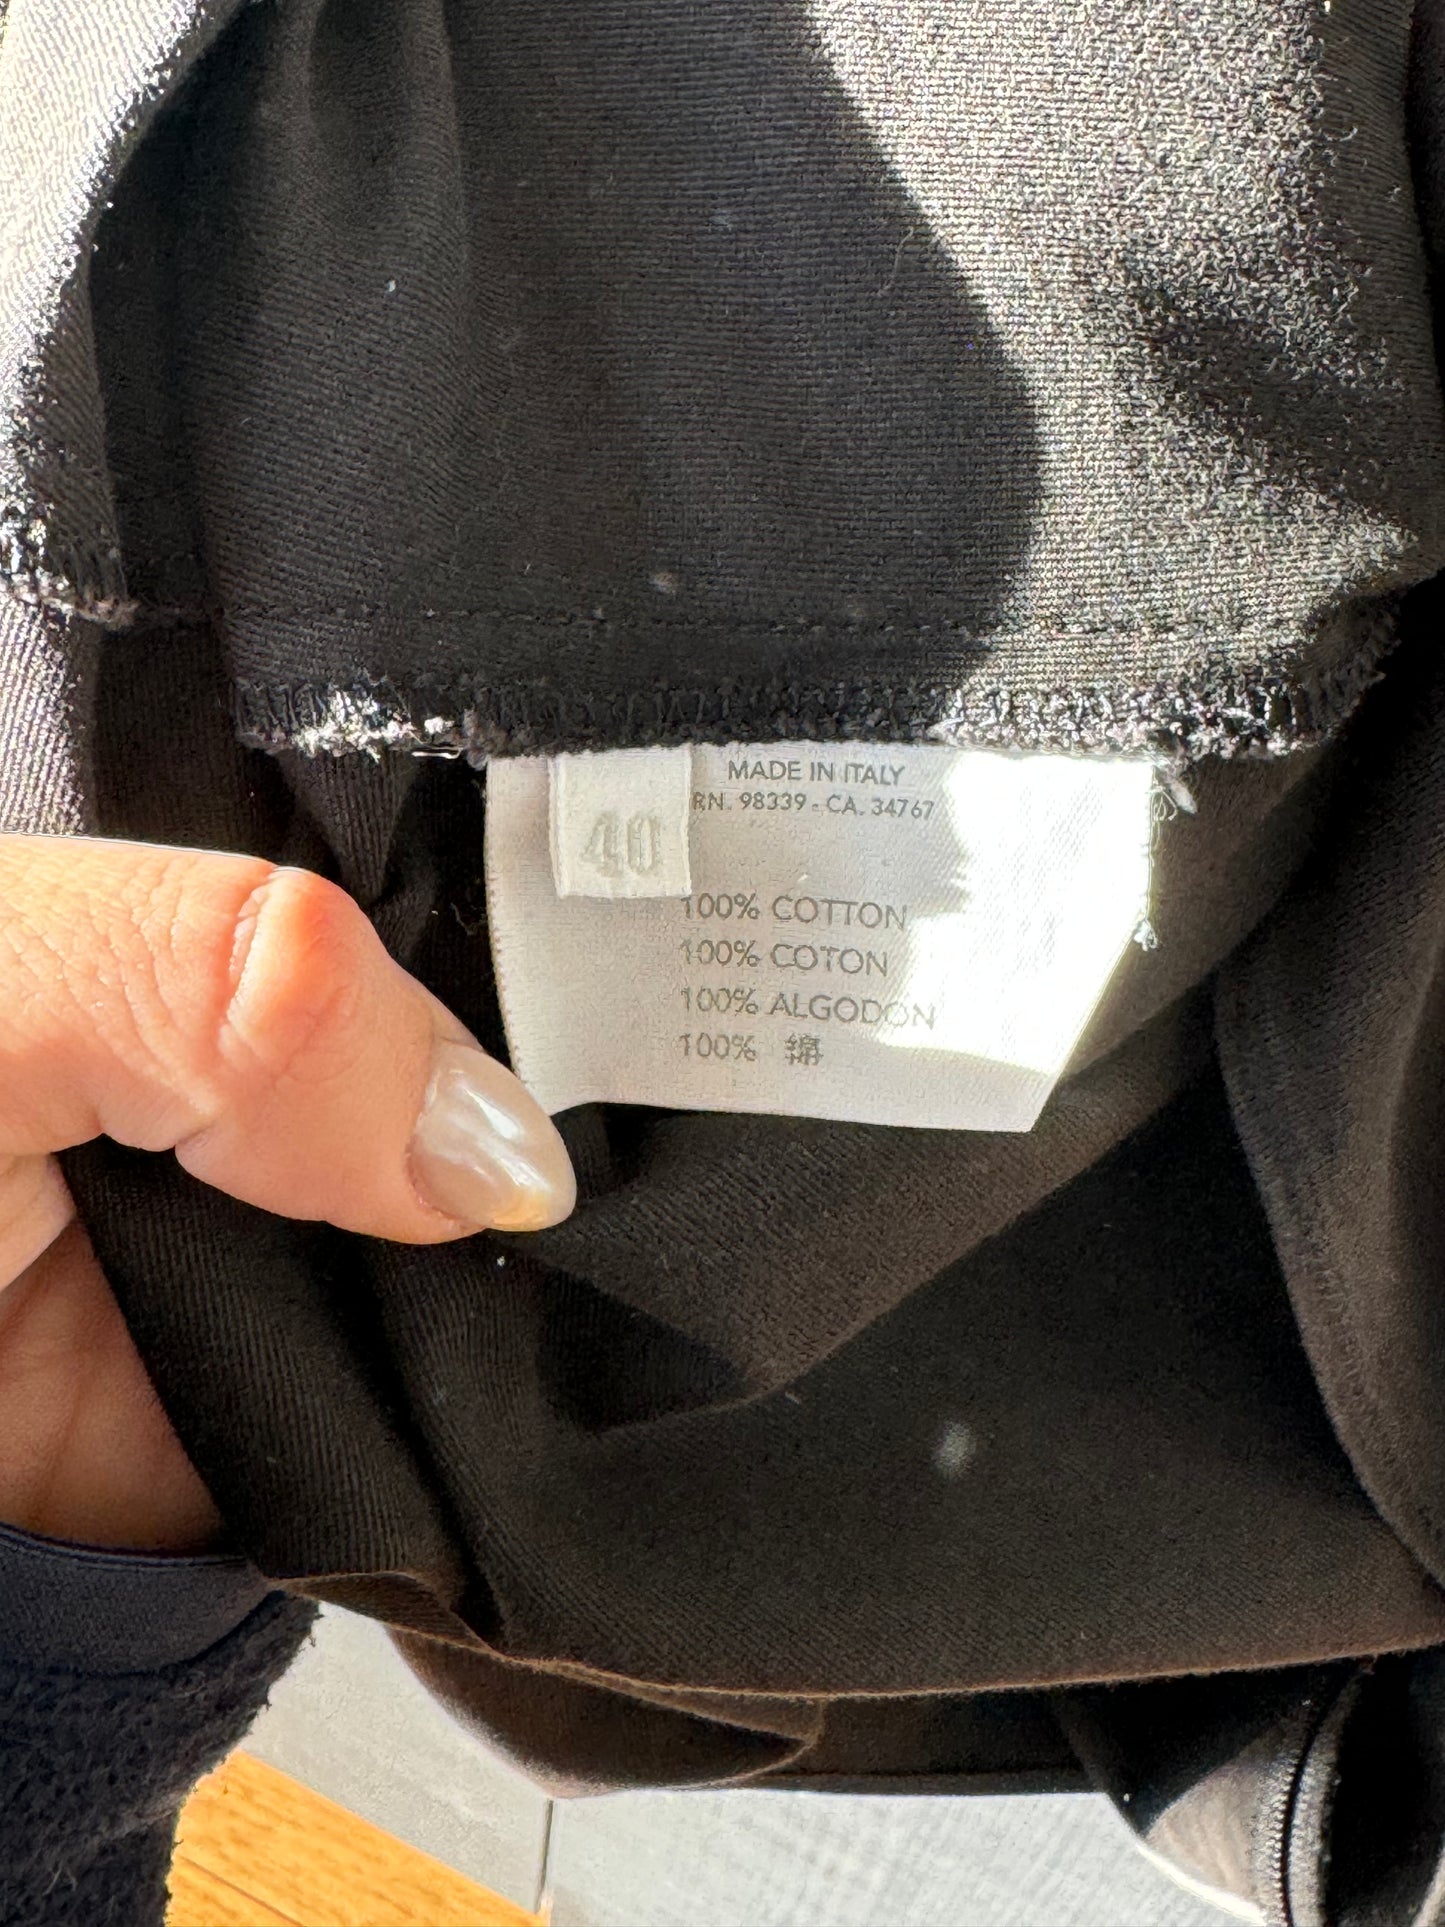 MADE IN ITALY
RN. 98339 - CA. 34767
40
100% COTTON
100% COTON
100% ALGODON
100% 綿